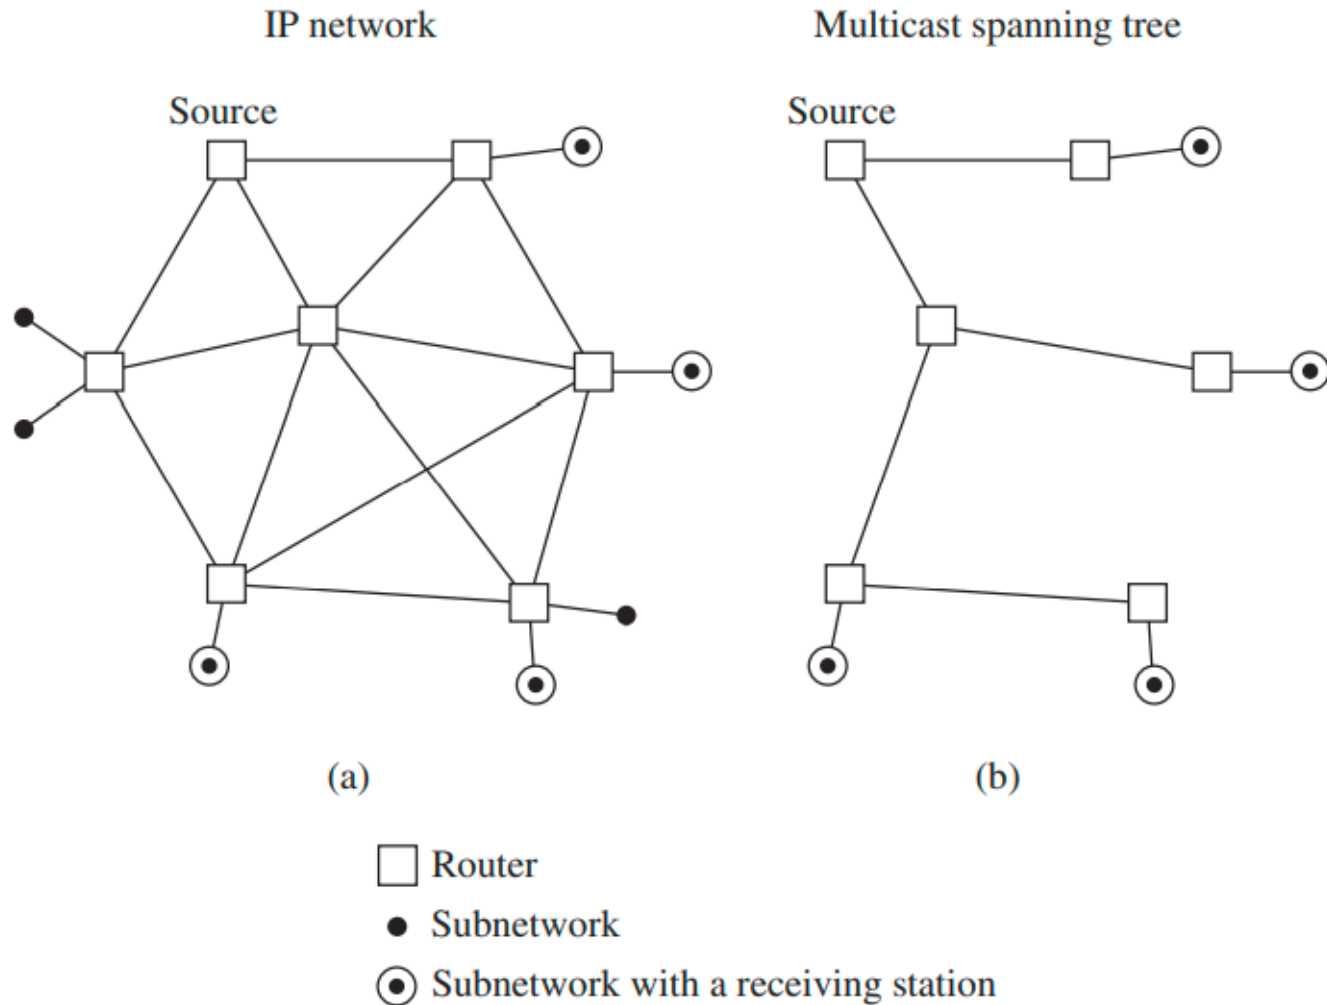 IP network
Multicast spanning tree
Source
Source
(a)
(b)
Router
Subnetwork
Subnetwork with a receiving station